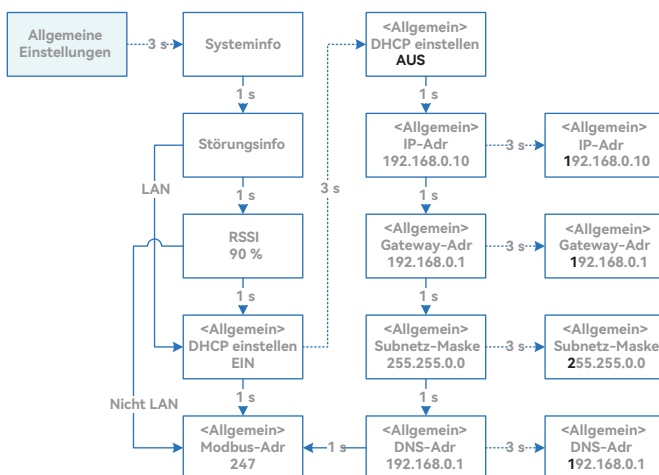 Allgemeine
Einstellungen
3 s
Systeminfo
<Allgemein>
DHCP einstellen
AUS
1 s
1 s
Störungsinfo
<Allgemein>
IP-Adr
192.168.0.10
3 s
<Allgemein>
IP-Adr
192.168.0.10
LAN
3 s
1 s
1 s
RSSI
90 %
<Allgemein>
Gateway-Adr
192.168.0.1
3 s
<Allgemein>
Gateway-Adr
192.168.0.1
1 s
1 s
<Allgemein>
DHCP einstellen
EIN
<Allgemein>
Subnetz-Maske
255.255.0.0
3 s
<Allgemein>
Subnetz-Maske
255.255.0.0
Nicht LAN
1 s
1 s
<Allgemein>
Modbus-Adr
247
1 s
<Allgemein>
DNS-Adr
192.168.0.1
3 s
<Allgemein>
DNS-Adr
192.168.0.1